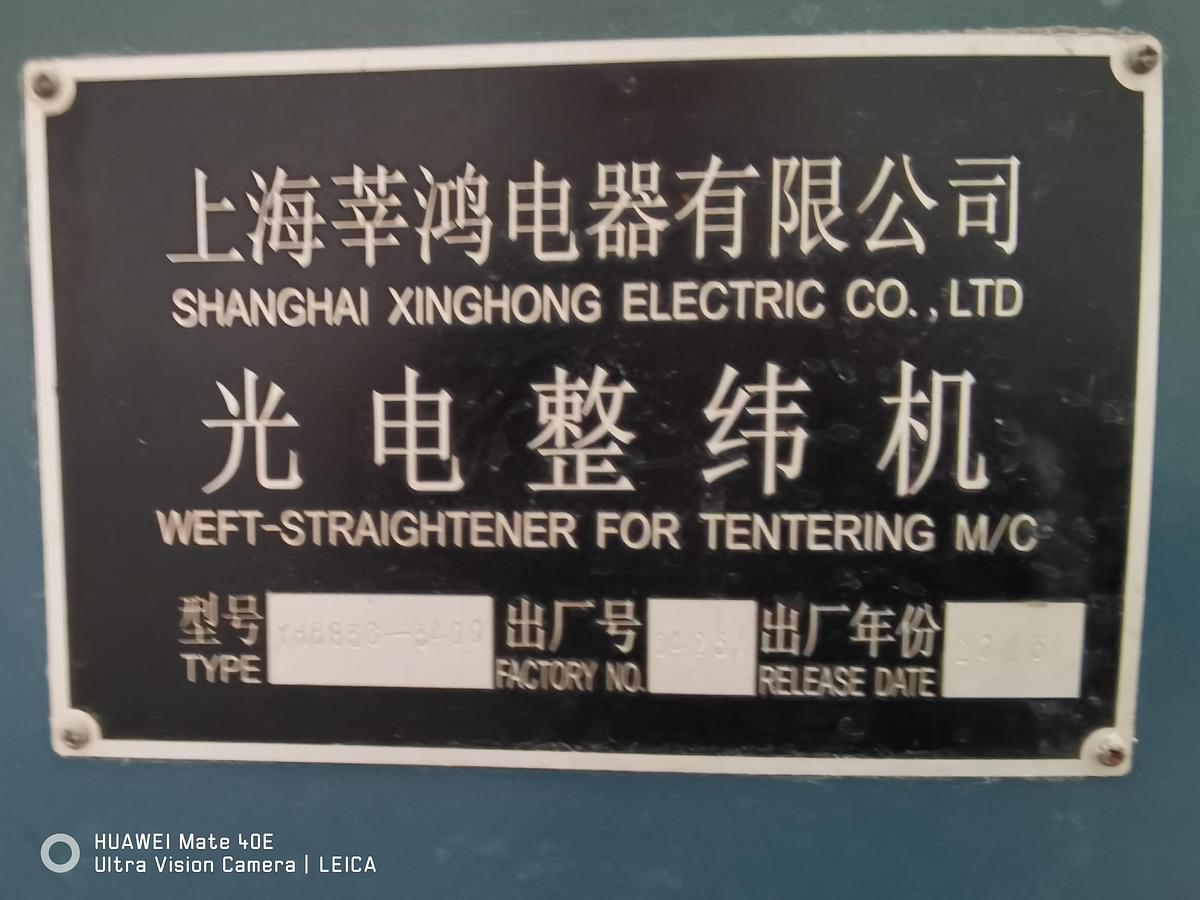 上海莘鸿电器有限公司
SHANGHAI XINGHONG ELECTRIC CO.,LTD
光电整纬机
WEFT-STRAIGHTENER FOR TENTERING M/C
型号 出厂号 出厂年份
TYPE FACTORY NO. RELEASE DATE
HUAWEI Mate 40E
Ultra Vision Camera | LEICA